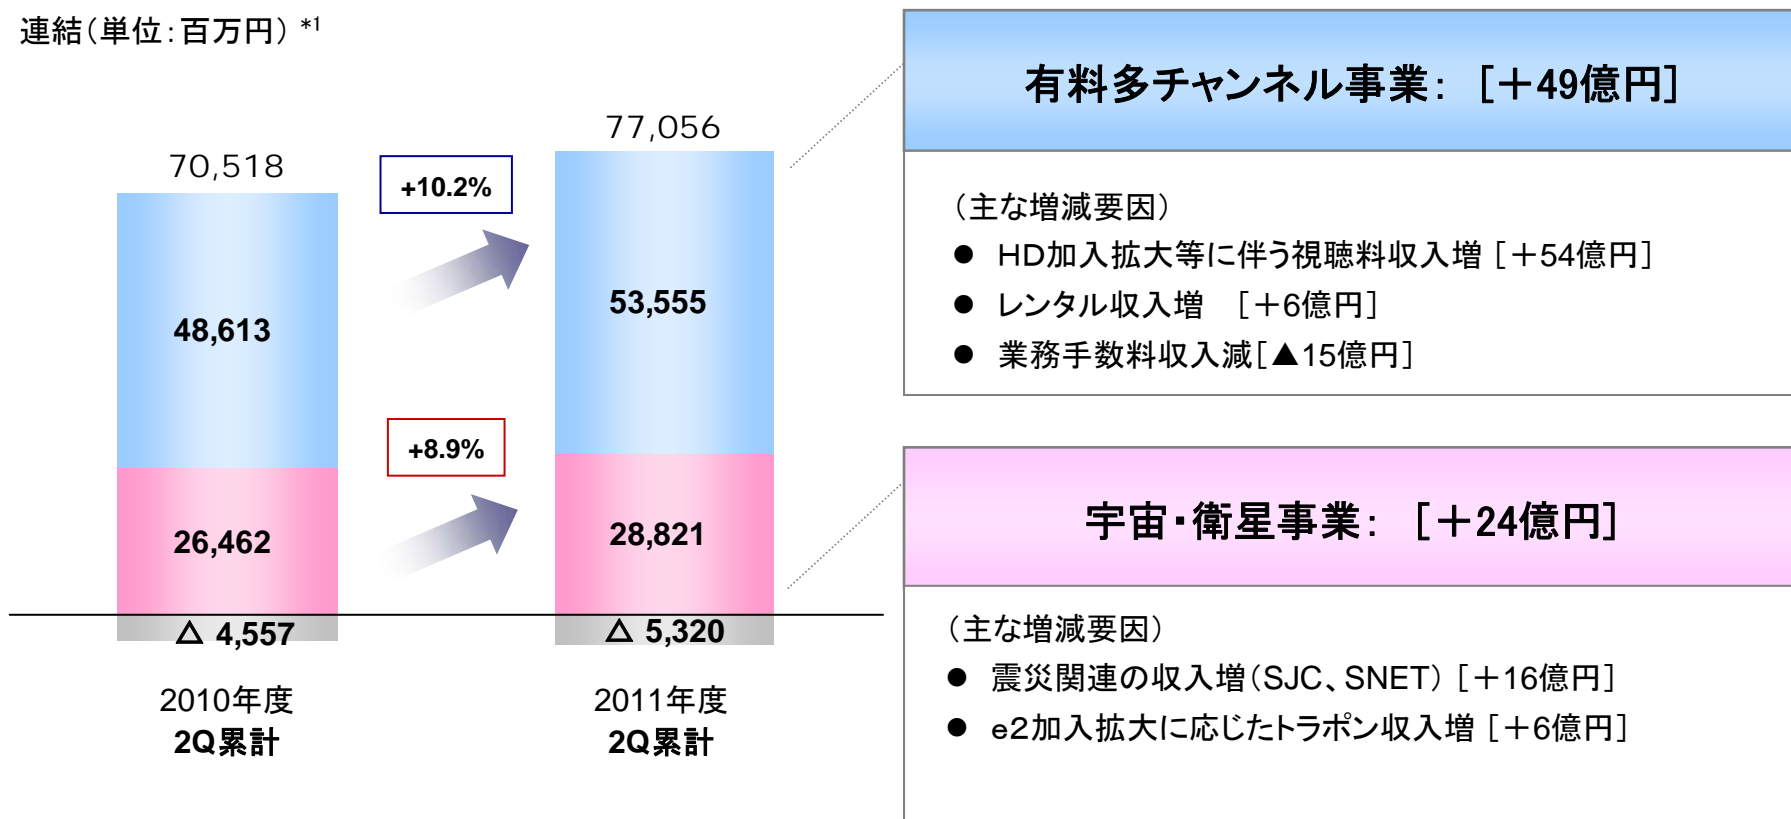 連結（単位：百万円）*1
70,518
77,056
+10.2%
48,613
53,555
+8.9%
26,462
28,821
△ 4,557
△ 5,320
2010年度
2Q累計
2011年度
2Q累計
有料多チャンネル事業： ［＋49億円］
（主な増減要因）
● HD加入拡大等に伴う視聴料収入増［＋54億円］
● レンタル収入増 ［＋6億円］
● 業務手数料収入減［▲15億円］
宇宙・衛星事業： ［＋24億円］
（主な増減要因）
● 震災関連の収入増（SJC、SNET）［＋16億円］
● e2加入拡大に応じたトラポン収入増［＋6億円］